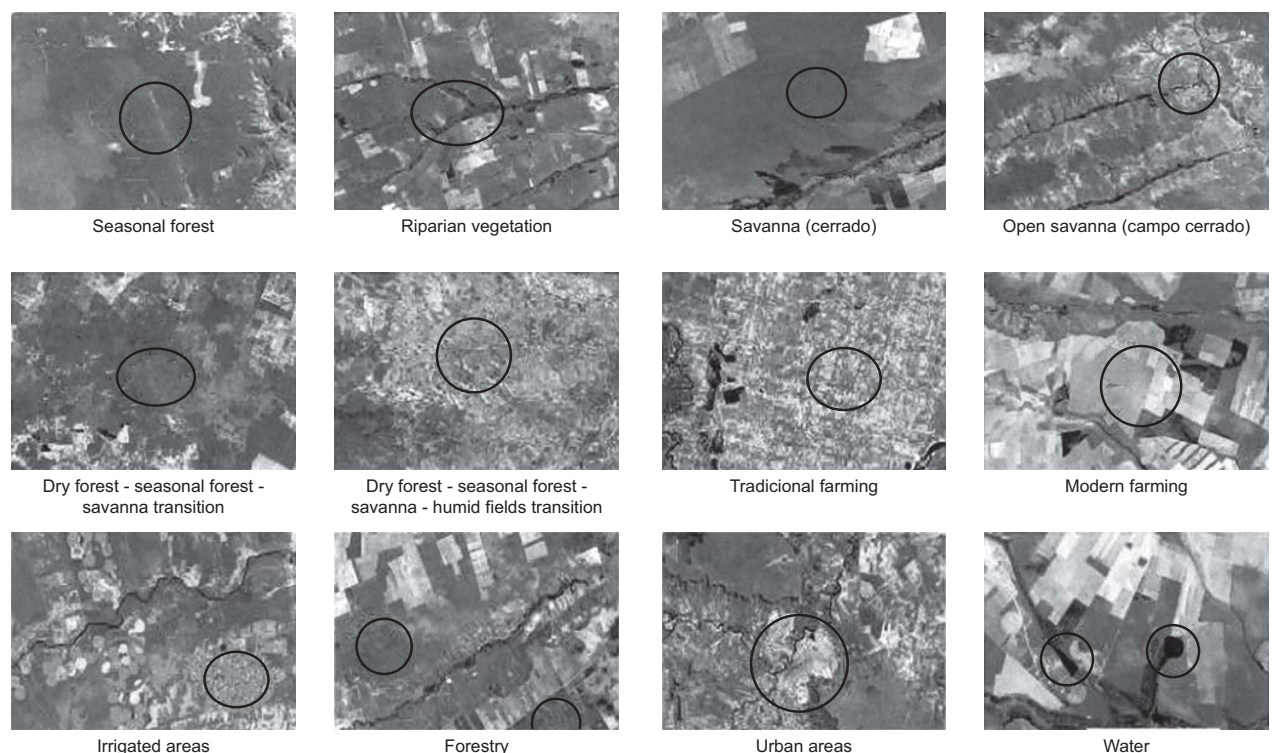 Seasonal forest
Riparian vegetation
Savanna (cerrado)
Open savanna (campo cerrado)
Dry forest - seasonal forest -
savanna transition
Dry forest - seasonal forest -
savanna - humid fields transition
Tradicional farming
Modern farming
Irrigated areas
Forestry
Urban areas
Water